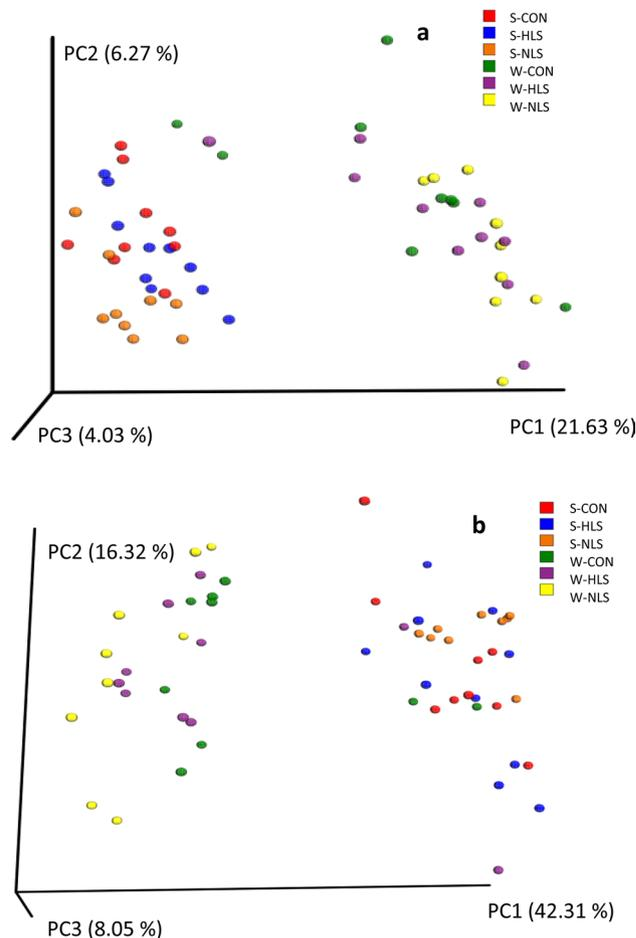 a
S-CON
S-HLS
S-NLS
W-CON
W-HLS
W-NLS
PC2 (6.27 %)
PC3 (4.03 %)
PC1 (21.63 %)
b
S-CON
S-HLS
S-NLS
W-CON
W-HLS
W-NLS
PC2 (16.32 %)
PC1 (42.31 %)
PC3 (8.05 %)